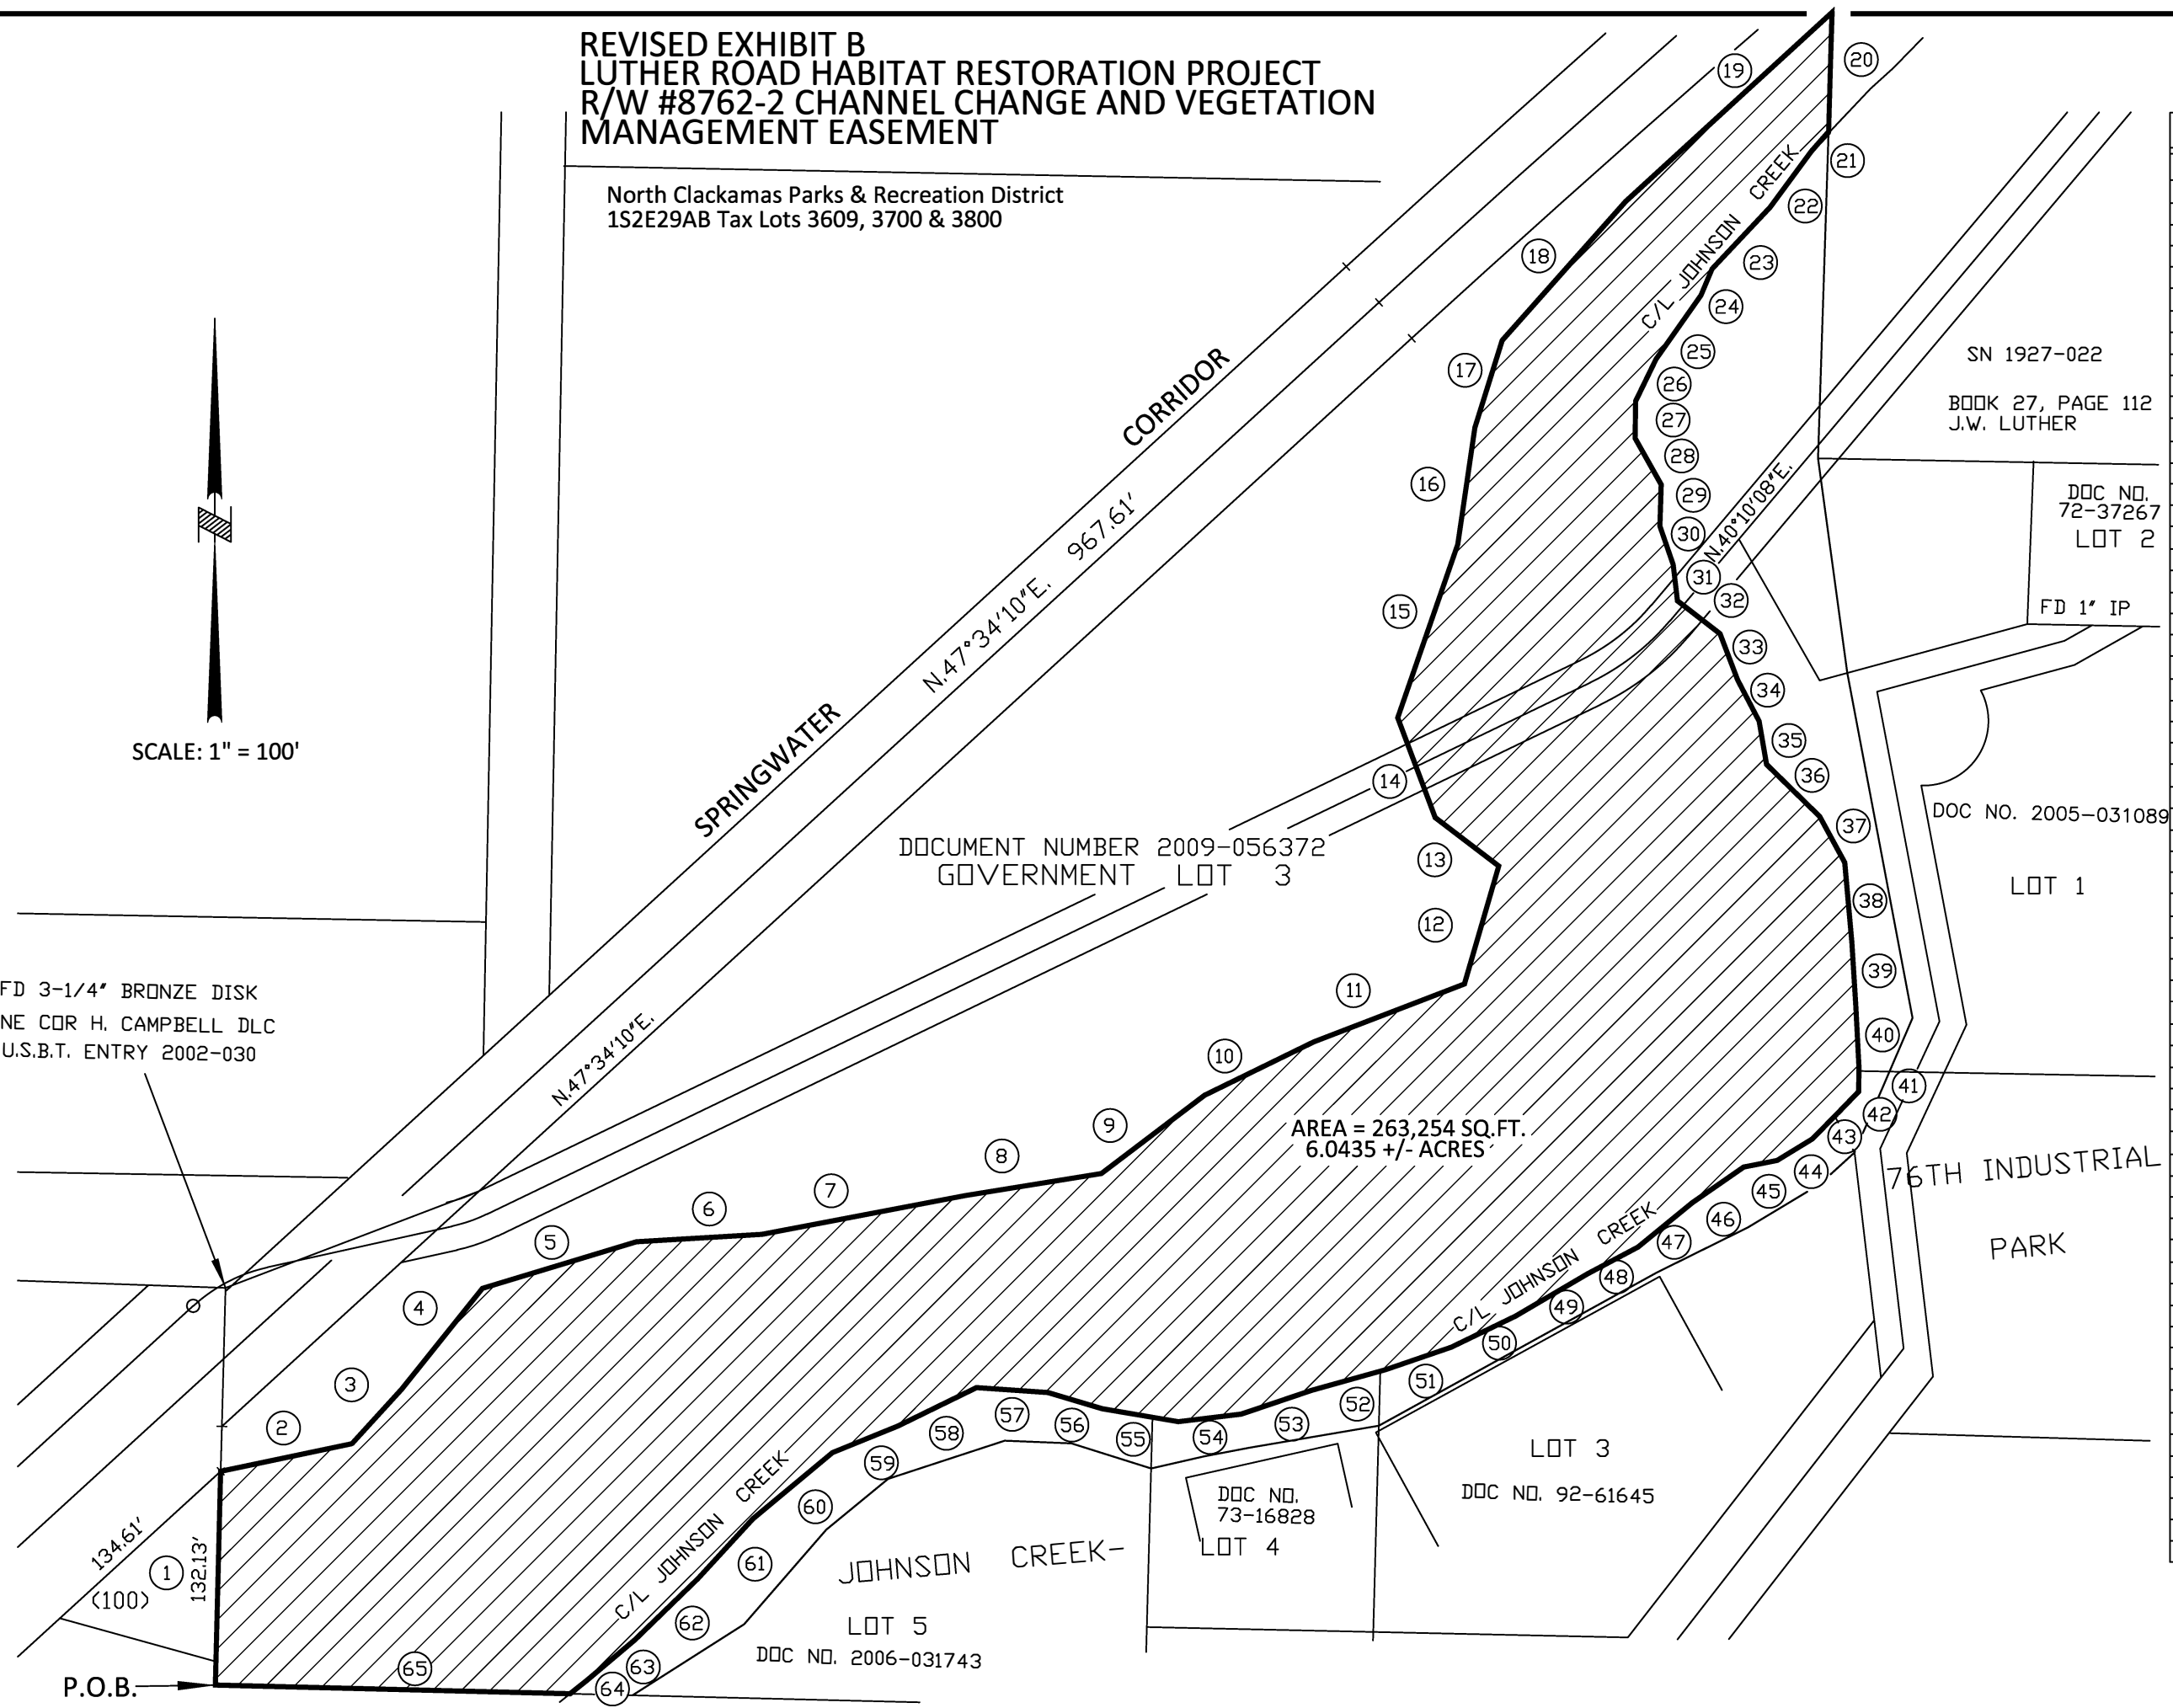 REVISED EXHIBIT B
LUTHER ROAD HABITAT RESTORATION PROJECT
R/W #8762-2 CHANNEL CHANGE AND VEGETATION
MANAGEMENT EASEMENT
North Clackamas Parks & Recreation District
1S2E29AB Tax Lots 3609, 3700 & 3800
SCALE: 1" = 100'
SPRINGWATER
CORRIDOR
N.47°34'10"E.
967.61'
N.47°34'10"E.
C/L JOHNSON CREEK
N.40°10'08"E.
SN 1927-022
BOOK 27, PAGE 112
J.W. LUTHER
DOC NO.
72-37267
LOT 2
FD 1" IP
DOC NO. 2005-031089
LOT 1
DOCUMENT NUMBER 2009-056372
GOVERNMENT LOT 3
FD 3-1/4" BRONZE DISK
NE COR H. CAMPBELL DLC
U.S.B.T. ENTRY 2002-030
AREA = 263,254 SQ.FT.
6.0435 +/- ACRES
76TH INDUSTRIAL
PARK
C/L JOHNSON CREEK
LOT 3
DOC NO. 92-61645
DOC NO.
73-16828
LOT 4
JOHNSON CREEK-
LOT 5
DOC NO. 2006-031743
C/L JOHNSON CREEK
134.61'
(100)
132.13'
P.O.B.
1
2
3
4
5
6
7
8
9
10
11
12
13
14
15
16
17
18
19
20
21
22
23
24
25
26
27
28
29
30
31
32
33
34
35
36
37
38
39
40
41
42
43
44
45
46
47
48
49
50
51
52
53
54
55
56
57
58
59
60
61
62
63
64
65